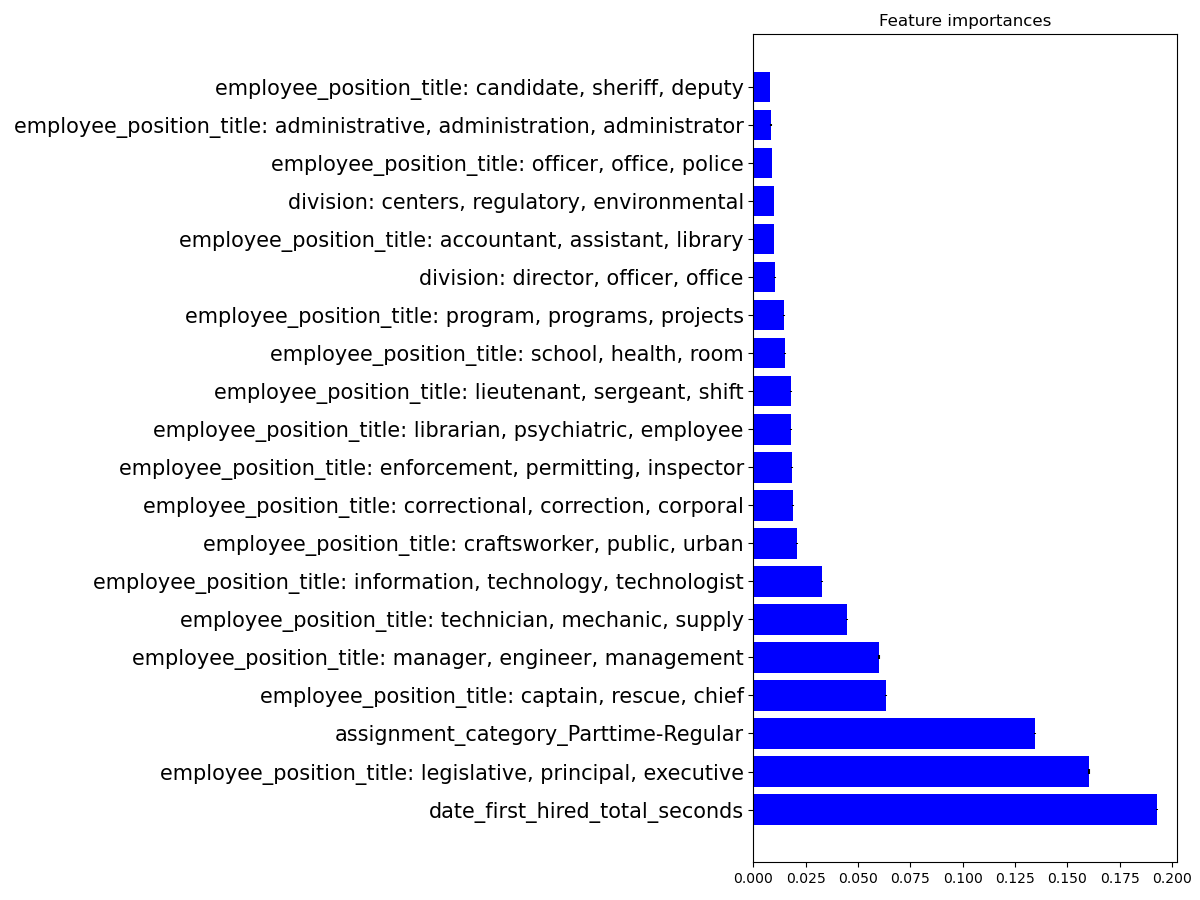 Feature importances
employee_position_title: candidate, sheriff, deputy
employee_position_title: administrative, administration, administrator
employee_position_title: officer, office, police
division: centers, regulatory, environmental
employee_position_title: accountant, assistant, library
division: director, officer, office
employee_position_title: program, programs, projects
employee_position_title: school, health, room
employee_position_title: lieutenant, sergeant, shift
employee_position_title: librarian, psychiatric, employee
employee_position_title: enforcement, permitting, inspector
employee_position_title: correctional, correction, corporal
employee_position_title: craftsworker, public, urban
employee_position_title: information, technology, technologist
employee_position_title: technician, mechanic, supply
employee_position_title: manager, engineer, management
employee_position_title: captain, rescue, chief
assignment_category_Parttime-Regular
employee_position_title: legislative, principal, executive
date_first_hired_total_seconds
0.000 0.025 0.050 0.075 0.100 0.125 0.150 0.175 0.200